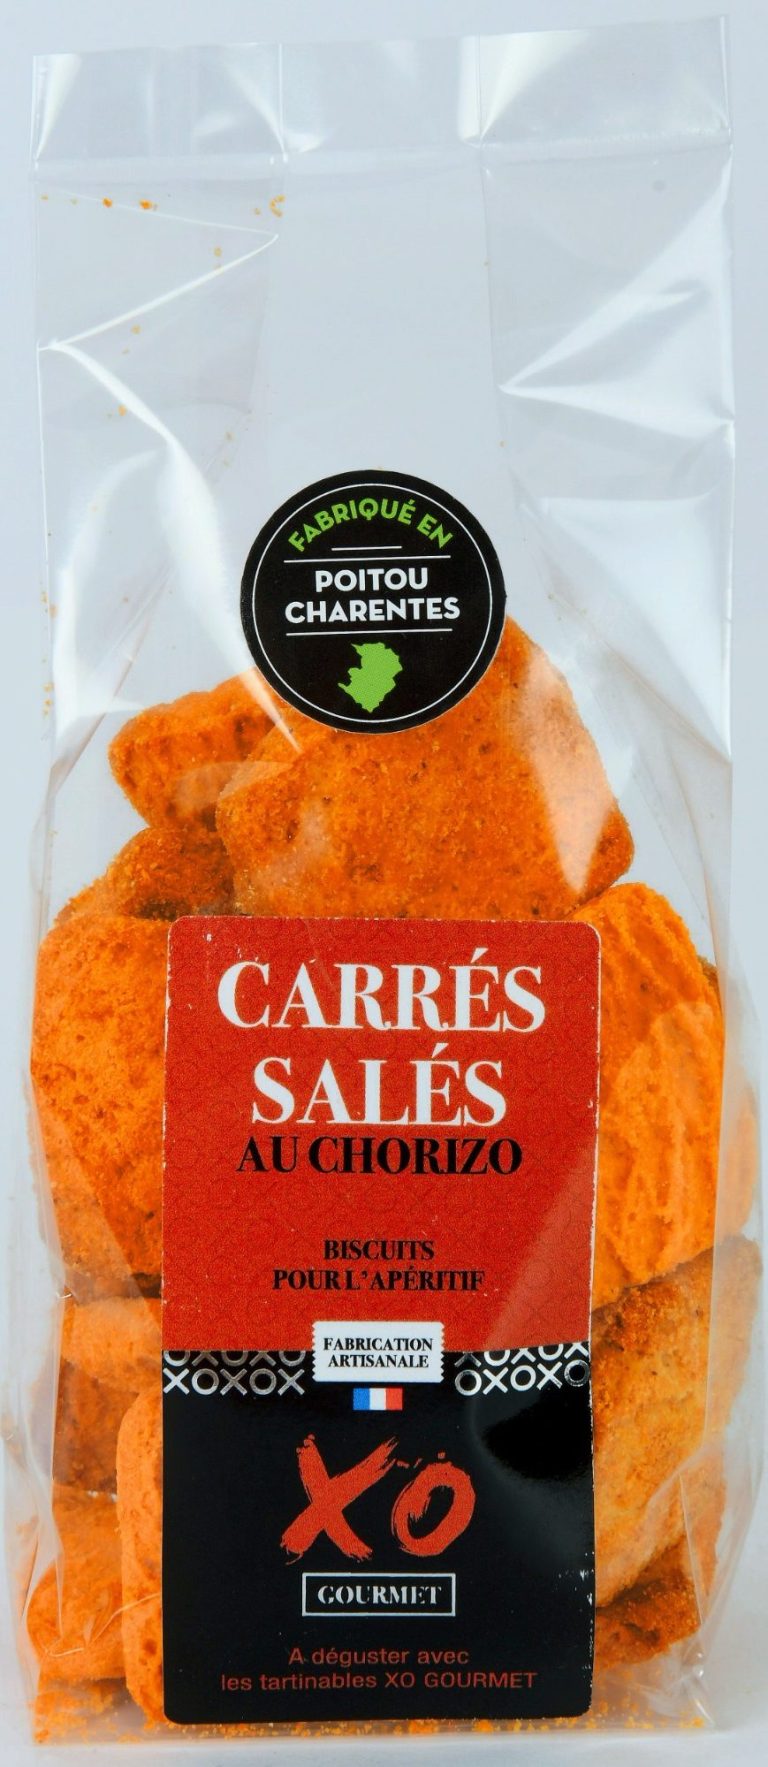 FABRIQUÉ EN
POITOU
CHARENTES
CARRÉS
SALÉS
AU CHORIZO
BISCUITS
POUR L'APÉRITIF
FABRICATION
ARTISANALE
XOXOX
OXOXO
XO
GOURMET
A déguster avec
les tartinables XO GOURMET